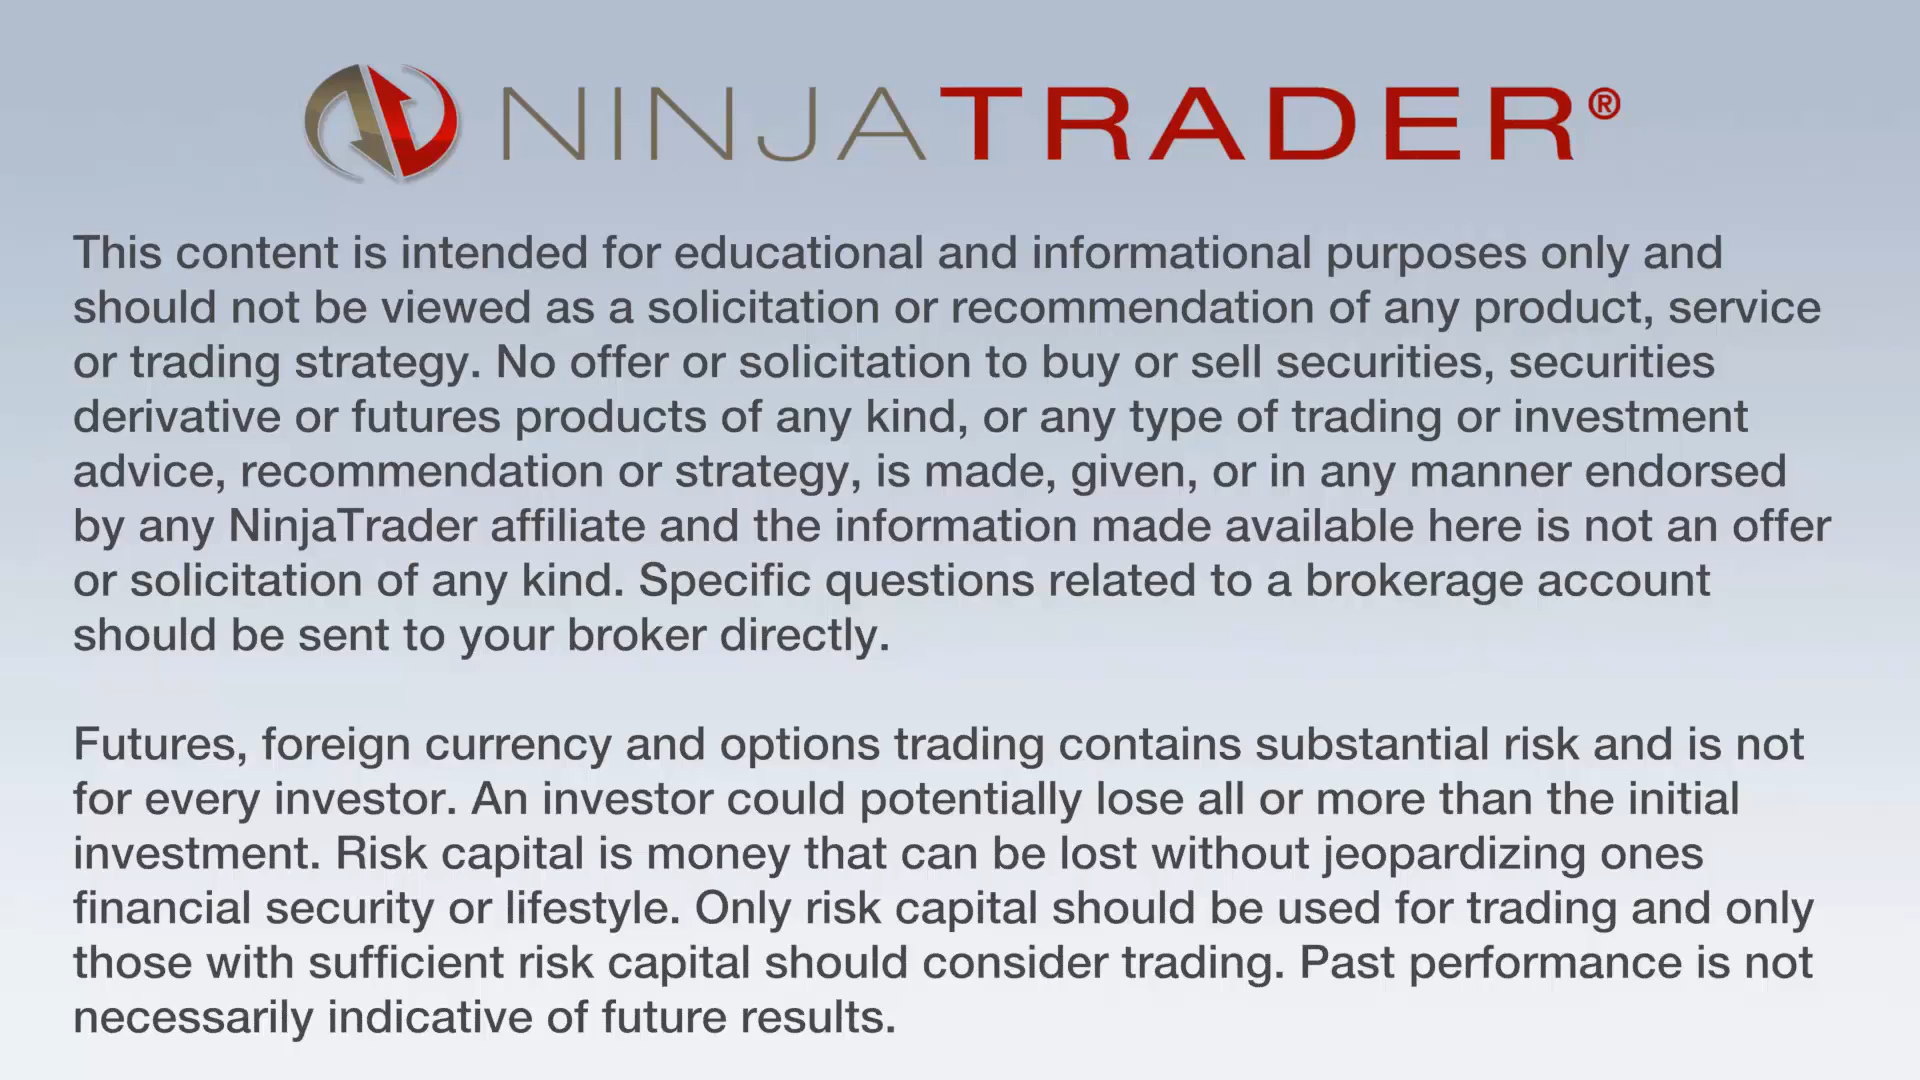 NINJATRADER®
This content is intended for educational and informational purposes only and
should not be viewed as a solicitation or recommendation of any product, service
or trading strategy. No offer or solicitation to buy or sell securities, securities
derivative or futures products of any kind, or any type of trading or investment
advice, recommendation or strategy, is made, given, or in any manner endorsed
by any NinjaTrader affiliate and the information made available here is not an offer
or solicitation of any kind. Specific questions related to a brokerage account
should be sent to your broker directly.
Futures, foreign currency and options trading contains substantial risk and is not
for every investor. An investor could potentially lose all or more than the initial
investment. Risk capital is money that can be lost without jeopardizing ones
financial security or lifestyle. Only risk capital should be used for trading and only
those with sufficient risk capital should consider trading. Past performance is not
necessarily indicative of future results.